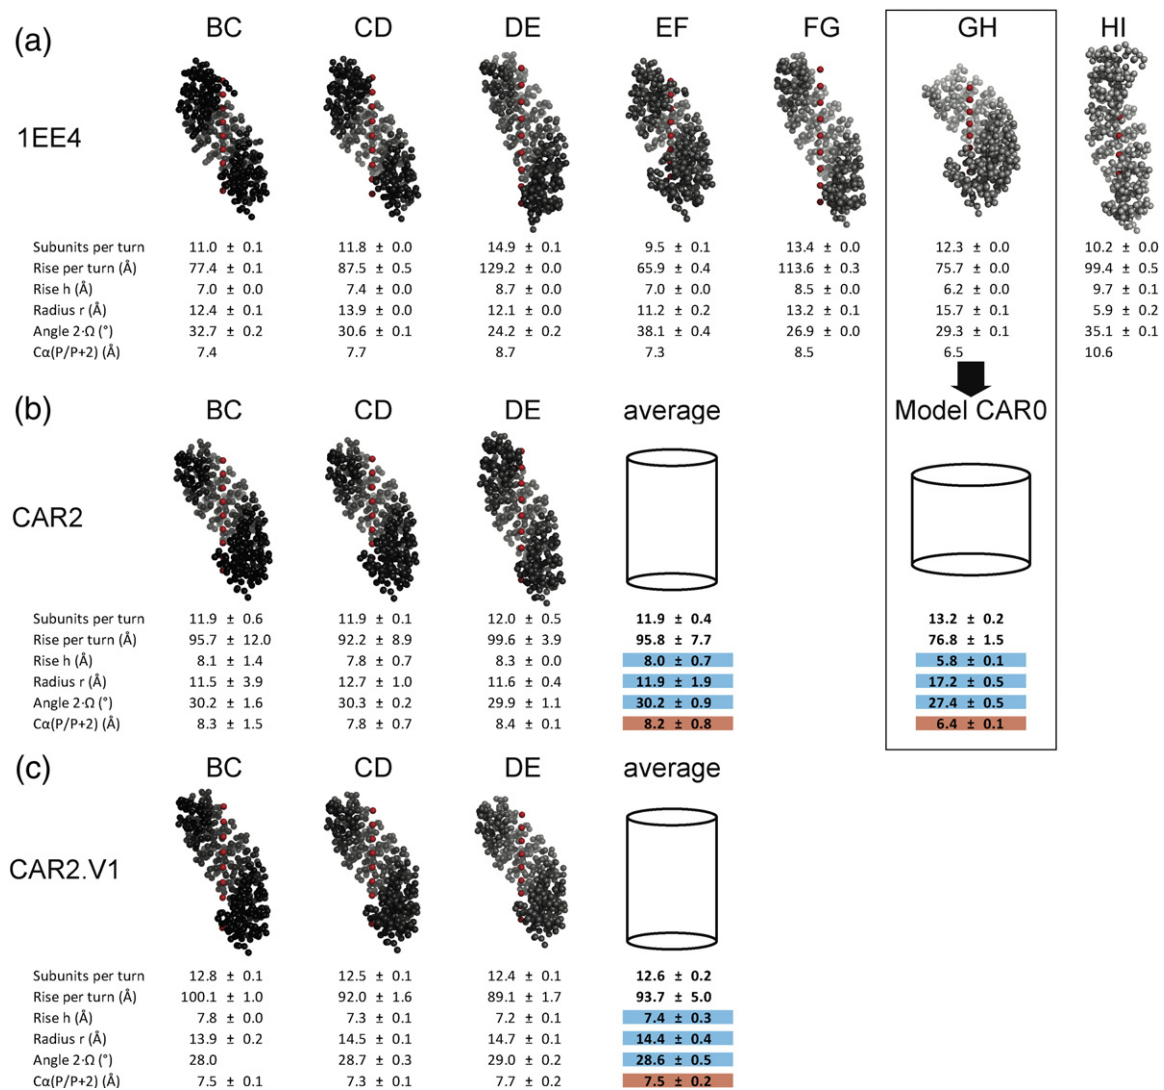 (a) BC CD DE EF FG GH HI
1EE4
Subunits per turn 11.0 ± 0.1 11.8 ± 0.0 14.9 ± 0.1 9.5 ± 0.1 13.4 ± 0.0 12.3 ± 0.0 10.2 ± 0.0
Rise per turn (Å) 77.4 ± 0.1 87.5 ± 0.5 129.2 ± 0.0 65.9 ± 0.4 113.6 ± 0.3 75.7 ± 0.0 99.4 ± 0.5
Rise h (Å) 7.0 ± 0.0 7.4 ± 0.0 8.7 ± 0.0 7.0 ± 0.0 8.5 ± 0.0 6.2 ± 0.0 9.7 ± 0.1
Radius r (Å) 12.4 ± 0.1 13.9 ± 0.0 12.1 ± 0.0 11.2 ± 0.2 13.2 ± 0.1 15.7 ± 0.1 5.9 ± 0.2
Angle 2·Ω (°) 32.7 ± 0.2 30.6 ± 0.1 24.2 ± 0.2 38.1 ± 0.4 26.9 ± 0.0 29.3 ± 0.1 35.1 ± 0.1
Cα(P/P+2) (Å) 7.4 7.7 8.7 7.3 8.5 6.5 10.6
(b) BC CD DE average Model CAR0
CAR2
Subunits per turn 11.9 ± 0.6 11.9 ± 0.1 12.0 ± 0.5 11.9 ± 0.4 13.2 ± 0.2
Rise per turn (Å) 95.7 ± 12.0 92.2 ± 8.9 99.6 ± 3.9 95.8 ± 7.7 76.8 ± 1.5
Rise h (Å) 8.1 ± 1.4 7.8 ± 0.7 8.3 ± 0.0 8.0 ± 0.7 5.8 ± 0.1
Radius r (Å) 11.5 ± 3.9 12.7 ± 1.0 11.6 ± 0.4 11.9 ± 1.9 17.2 ± 0.5
Angle 2·Ω (°) 30.2 ± 1.6 30.3 ± 0.2 29.9 ± 1.1 30.2 ± 0.9 27.4 ± 0.5
Cα(P/P+2) (Å) 8.3 ± 1.5 7.8 ± 0.7 8.4 ± 0.1 8.2 ± 0.8 6.4 ± 0.1
(c) BC CD DE average
CAR2.V1
Subunits per turn 12.8 ± 0.1 12.5 ± 0.1 12.4 ± 0.1 12.6 ± 0.2
Rise per turn (Å) 100.1 ± 1.0 92.0 ± 1.6 89.1 ± 1.7 93.7 ± 5.0
Rise h (Å) 7.8 ± 0.0 7.3 ± 0.1 7.2 ± 0.1 7.4 ± 0.3
Radius r (Å) 13.9 ± 0.2 14.5 ± 0.1 14.7 ± 0.1 14.4 ± 0.4
Angle 2·Ω (°) 28.0 28.7 ± 0.3 29.0 ± 0.2 28.6 ± 0.5
Cα(P/P+2) (Å) 7.5 ± 0.1 7.3 ± 0.1 7.7 ± 0.2 7.5 ± 0.2